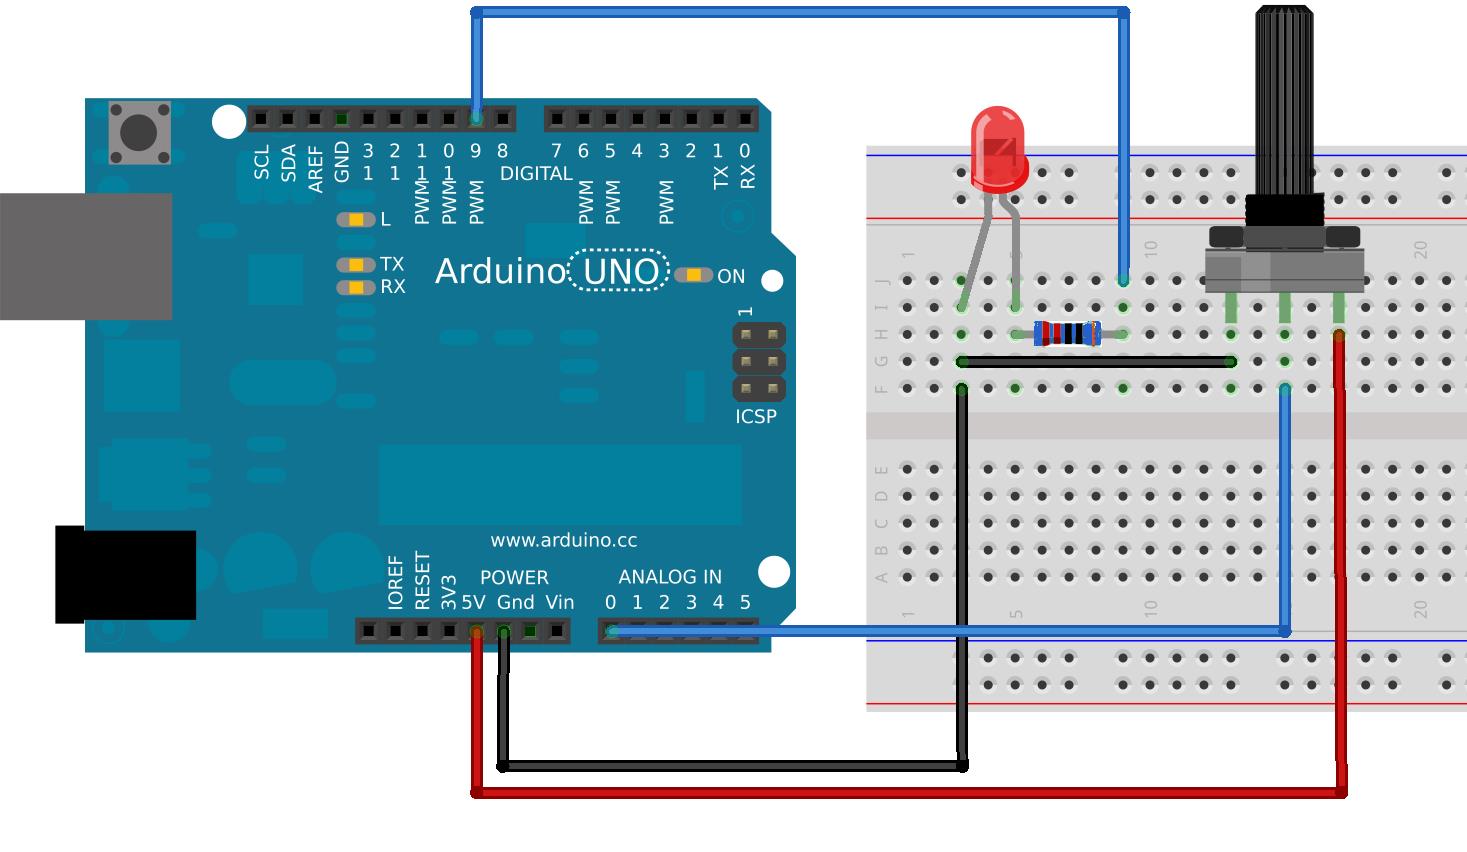 SCL SDA AREF GND 13 12 PWM 11 PWM 10 PWM 9 8
DIGITAL
7 PWM 6 PWM 5 4 PWM 3 2 TX 1 RX 0
L
TX
RX
Arduino UNO
ON
1
ICSP
www.arduino.cc
POWER
ANALOG IN
IOREF RESET 3V3 5V Gnd Vin
0 1 2 3 4 5
1 5 10 20
J
I
H
G
F
E
D
C
B
A
1 5 10 20